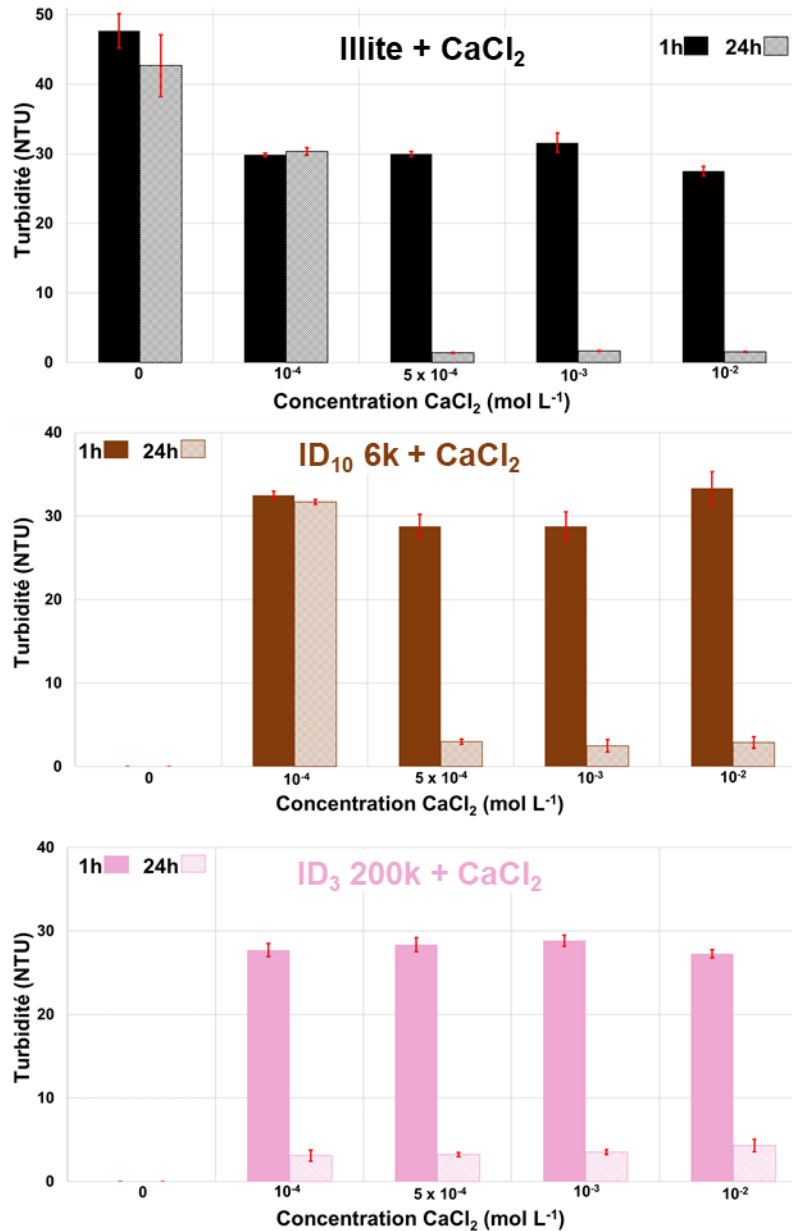 Illite + CaCl₂
1h 24h
Turbidité (NTU)
50
40
30
20
10
0
0 10⁻⁴ 5 x 10⁻⁴ 10⁻³ 10⁻²
Concentration CaCl₂ (mol L⁻¹)
1h 24h
ID₁₀ 6k + CaCl₂
Turbidité (NTU)
40
30
20
10
0
0 10⁻⁴ 5 x 10⁻⁴ 10⁻³ 10⁻²
Concentration CaCl₂ (mol L⁻¹)
1h 24h
ID₃ 200k + CaCl₂
Turbidité (NTU)
40
30
20
10
0
0 10⁻⁴ 5 x 10⁻⁴ 10⁻³ 10⁻²
Concentration CaCl₂ (mol L⁻¹)